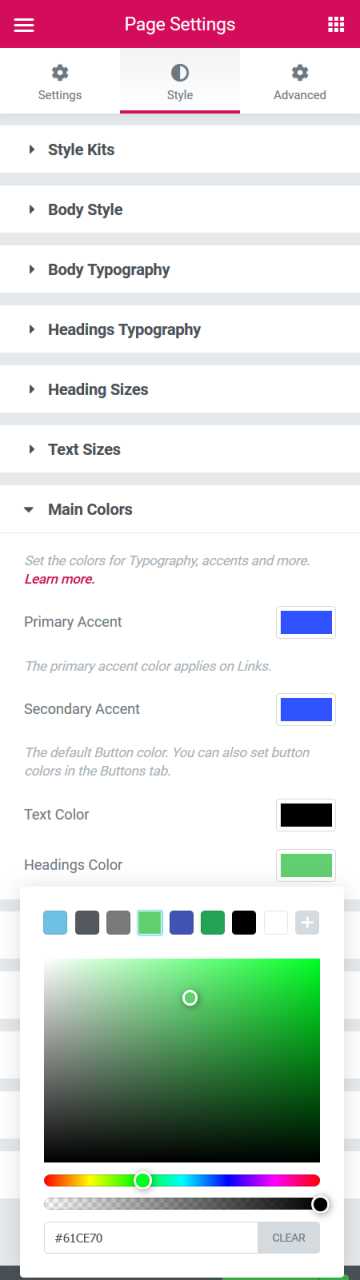 Page Settings
Settings
Style
Advanced
Style Kits
Body Style
Body Typography
Headings Typography
Heading Sizes
Text Sizes
Main Colors
Set the colors for Typography, accents and more.
Learn more.
Primary Accent
The primary accent color applies on Links.
Secondary Accent
The default Button color. You can also set button
colors in the Buttons tab.
Text Color
Headings Color
#61CE70
CLEAR